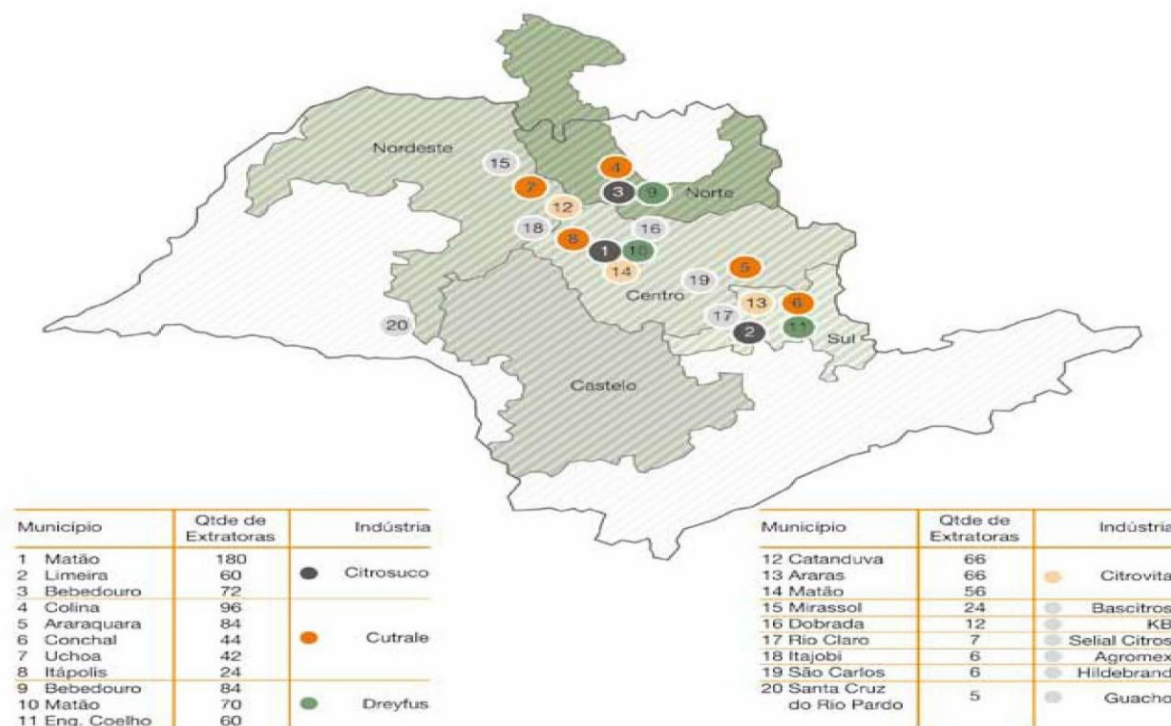 Nordeste
15
4
7
3
9
Norte
12
18
8
16
1
10
14
19
5
Centro
13
6
17
2
11
Sul
20
Castelo
Município Qtde de Extratoras Indústria
1 Matão 180
2 Limeira 60 Citrosuco
3 Bebedouro 72
4 Colina 96
5 Araraquara 84
6 Conchal 44 Cutrale
7 Uchoa 42
8 Itápolis 24
9 Bebedouro 84
10 Matão 70 Dreyfus
11 Eng. Coelho 60
Município Qtde de Extratoras Indústria
12 Catanduva 66
13 Araras 66 Citrovita
14 Matão 56
15 Mirassol 24 Bascitros
16 Dobrada 12 KB
17 Rio Claro 7 Selial Citros
18 Itajobi 6 Agromex
19 São Carlos 6 Hildebrand
20 Santa Cruz
do Rio Pardo 5 Guacho